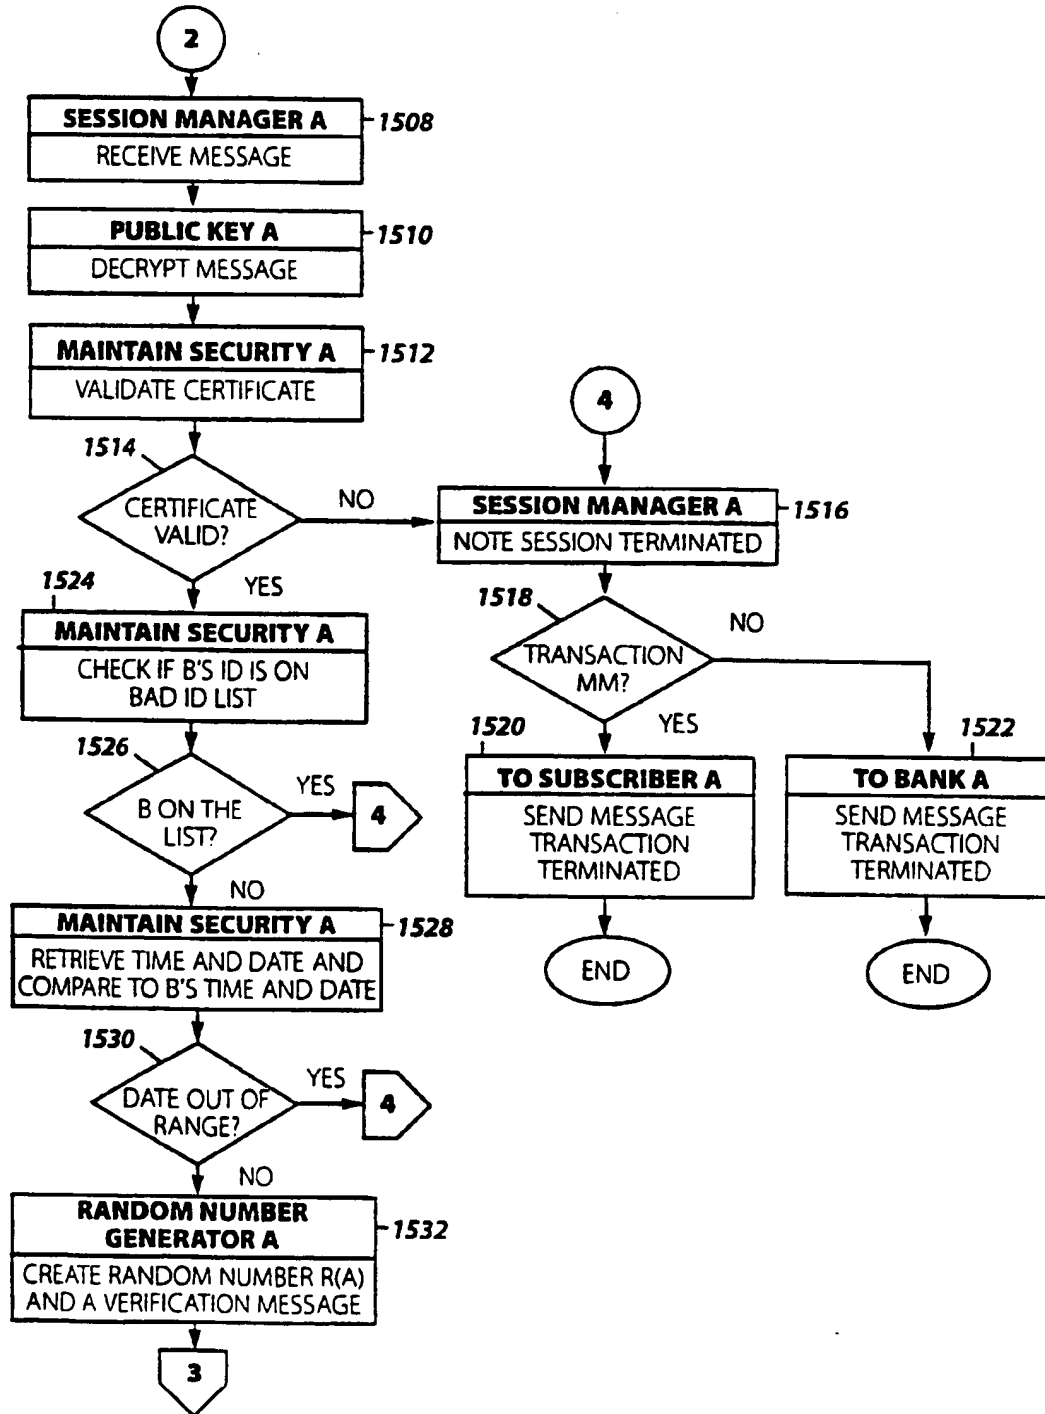 2
SESSION MANAGER A
1508
RECEIVE MESSAGE
PUBLIC KEY A
1510
DECRYPT MESSAGE
MAINTAIN SECURITY A
1512
VALIDATE CERTIFICATE
1514
CERTIFICATE
VALID?
NO
YES
4
SESSION MANAGER A
1516
NOTE SESSION TERMINATED
1518
TRANSACTION
MM?
NO
YES
1524
MAINTAIN SECURITY A
CHECK IF B'S ID IS ON
BAD ID LIST
1520
TO SUBSCRIBER A
SEND MESSAGE
TRANSACTION
TERMINATED
END
1522
TO BANK A
SEND MESSAGE
TRANSACTION
TERMINATED
END
1526
B ON THE
LIST?
YES
4
NO
MAINTAIN SECURITY A
1528
RETRIEVE TIME AND DATE AND
COMPARE TO B'S TIME AND DATE
1530
DATE OUT OF
RANGE?
YES
4
NO
RANDOM NUMBER
GENERATOR A
1532
CREATE RANDOM NUMBER R(A)
AND A VERIFICATION MESSAGE
3